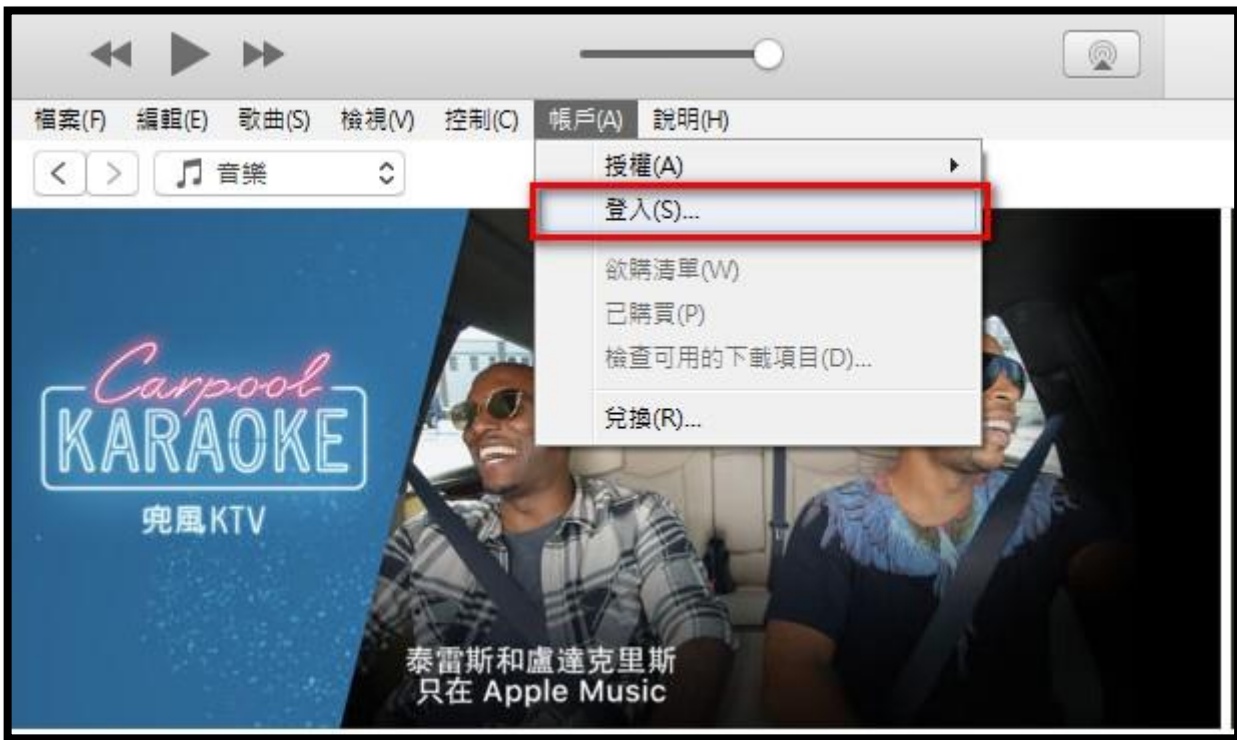 檔案(F) 編輯(E) 歌曲(S) 檢視(V) 控制(C) 帳戶(A) 說明(H)
音樂
授權(A)
登入(S)...
欲購清單(W)
已購買(P)
檢查可用的下載項目(D)...
兌換(R)...
Carpool
KARAOKE
兜風KTV
泰雷斯和盧達克里斯
只在 Apple Music